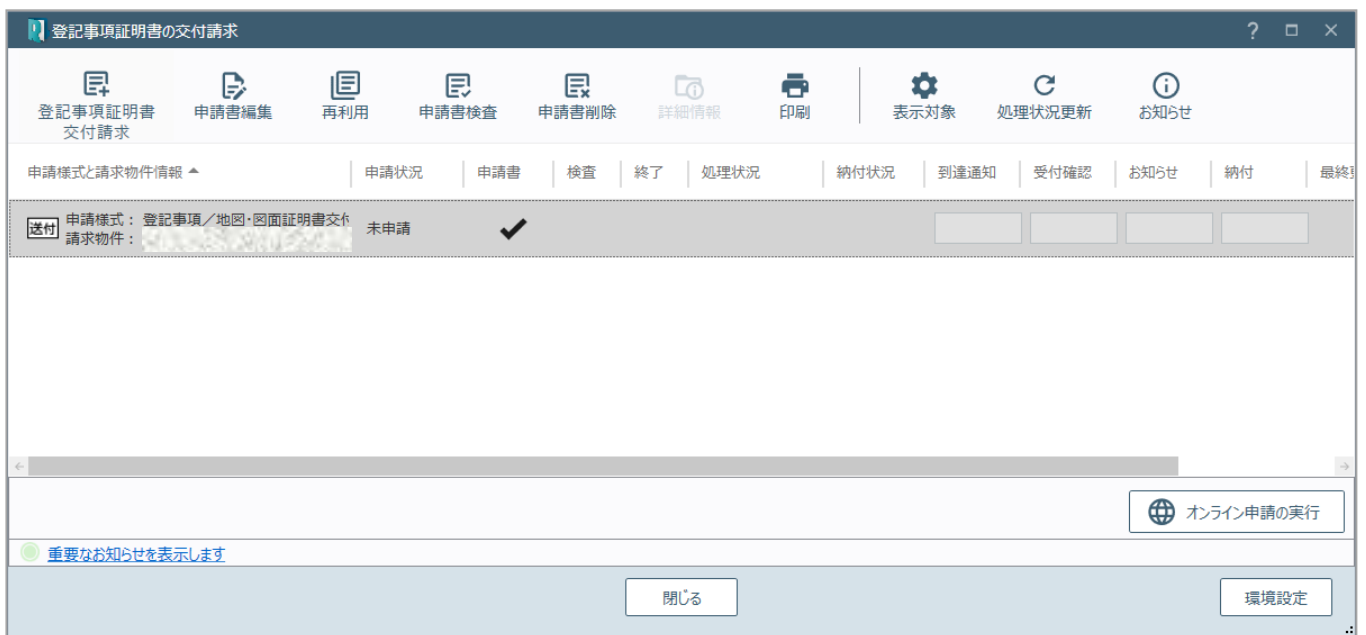 登記事項証明書の交付請求
登記事項証明書
交付請求
申請書編集
再利用
申請書検査
申請書削除
詳細情報
印刷
表示対象
処理状況更新
お知らせ
申請様式と請求物件情報
申請状況
申請書
検査
終了
処理状況
納付状況
到達通知
受付確認
お知らせ
納付
最終
送付
申請様式： 登記事項／地図・図面証明書交
請求物件：
未申請
オンライン申請の実行
重要なお知らせを表示します
閉じる
環境設定